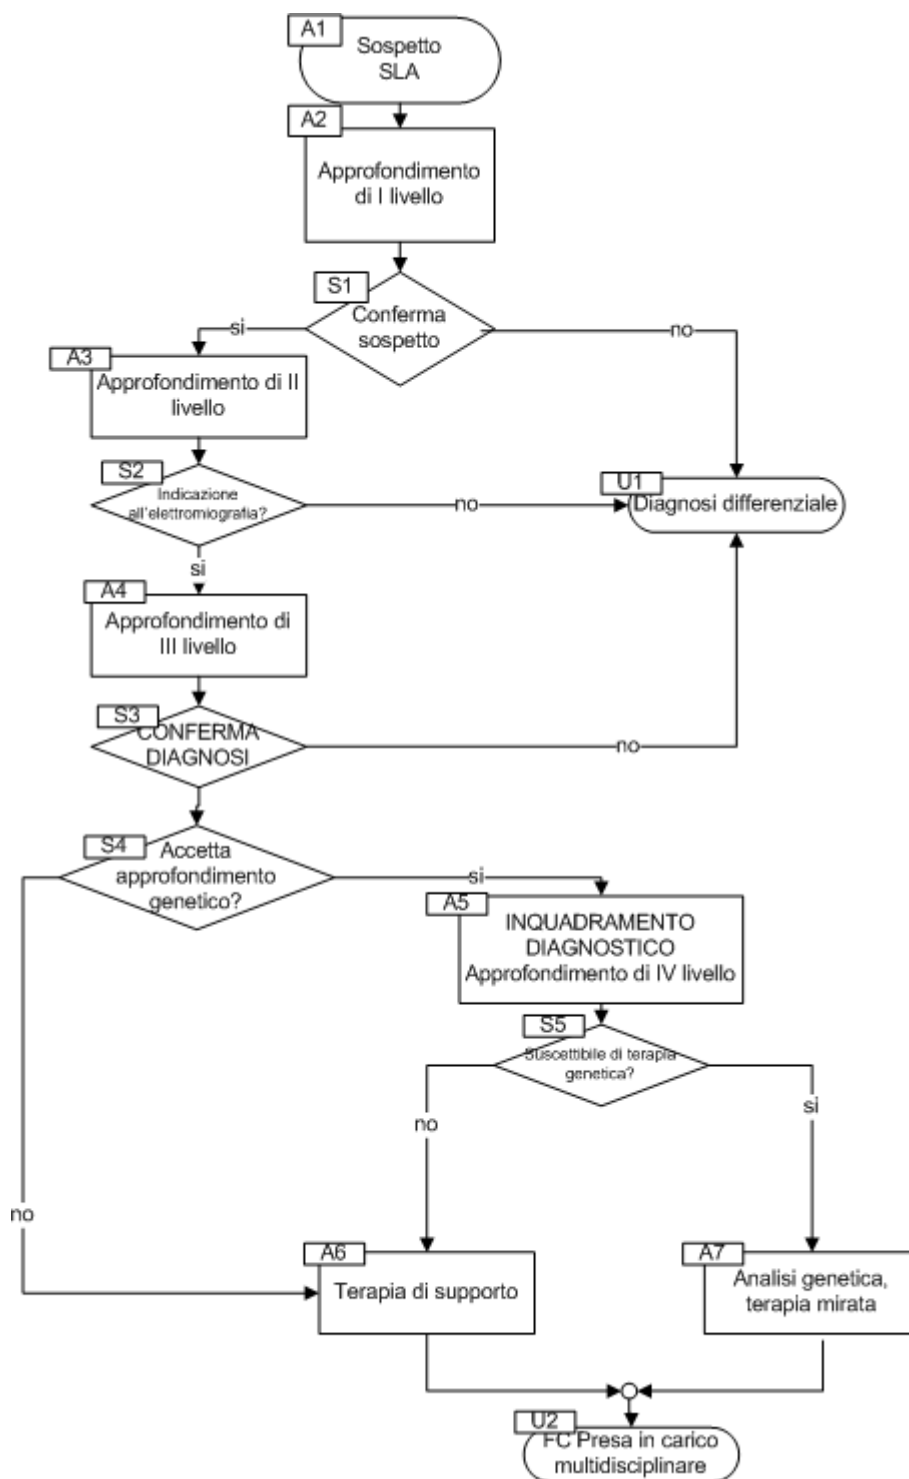 A1
Sospetto
SLA
A2
Approfondimento
di I livello
S1
Conferma
sospetto
si
no
A3
Approfondimento di II
livello
S2
Indicazione
all'elettromiografia?
no
U1
Diagnosi differenziale
si
A4
Approfondimento di
III livello
S3
CONFERMA
DIAGNOSI
no
S4
Accetta
approfondimento
genetico?
si
A5
INQUADRAMENTO
DIAGNOSTICO
Approfondimento di IV livello
S5
Suscettibile di terapia
genetica?
no
si
no
A6
Terapia di supporto
A7
Analisi genetica,
terapia mirata
U2
FC Presa in carico
multidisciplinare